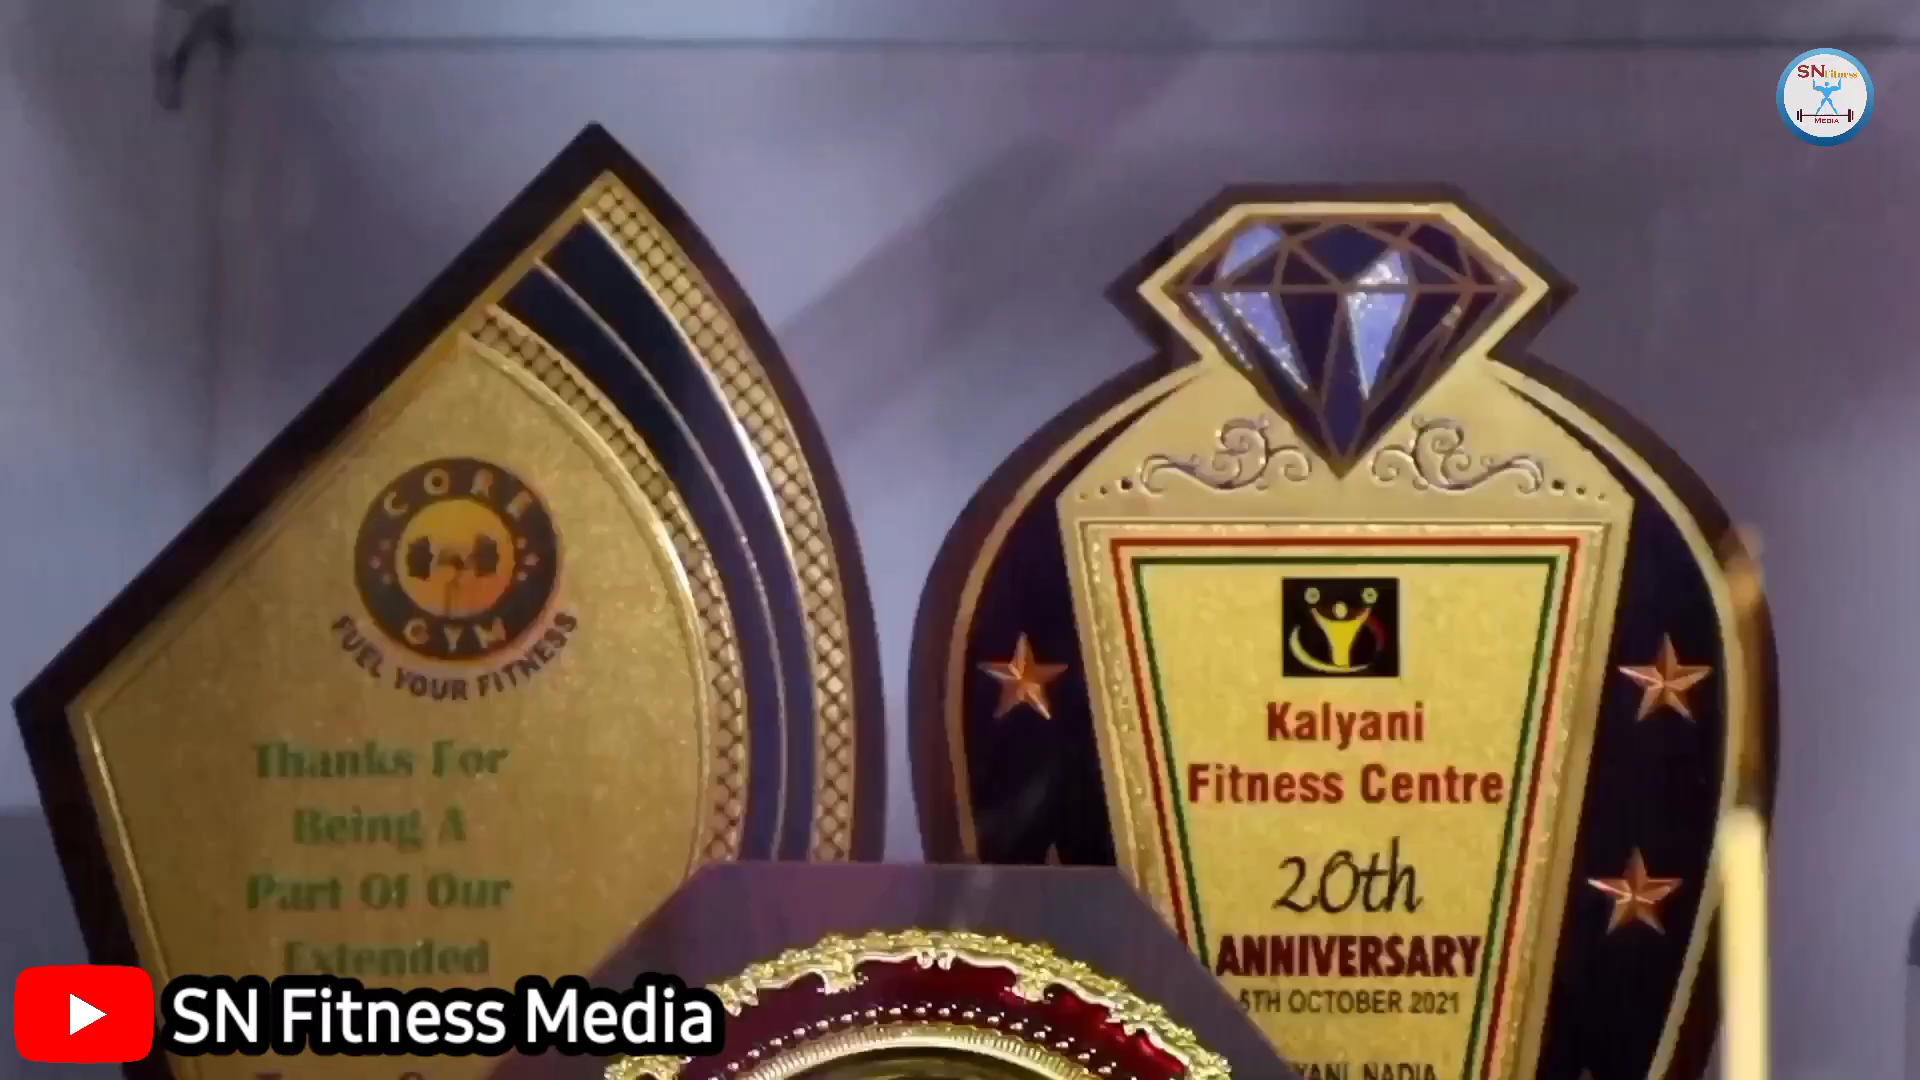 SN Fitness
MEDIA
CORE
GYM
FUEL YOUR FITNESS
Thanks For
Being A
Part Of Our
Extended
Kalyani
Fitness Centre
20th
ANNIVERSARY
5TH OCTOBER 2021
NADIA
SN Fitness Media